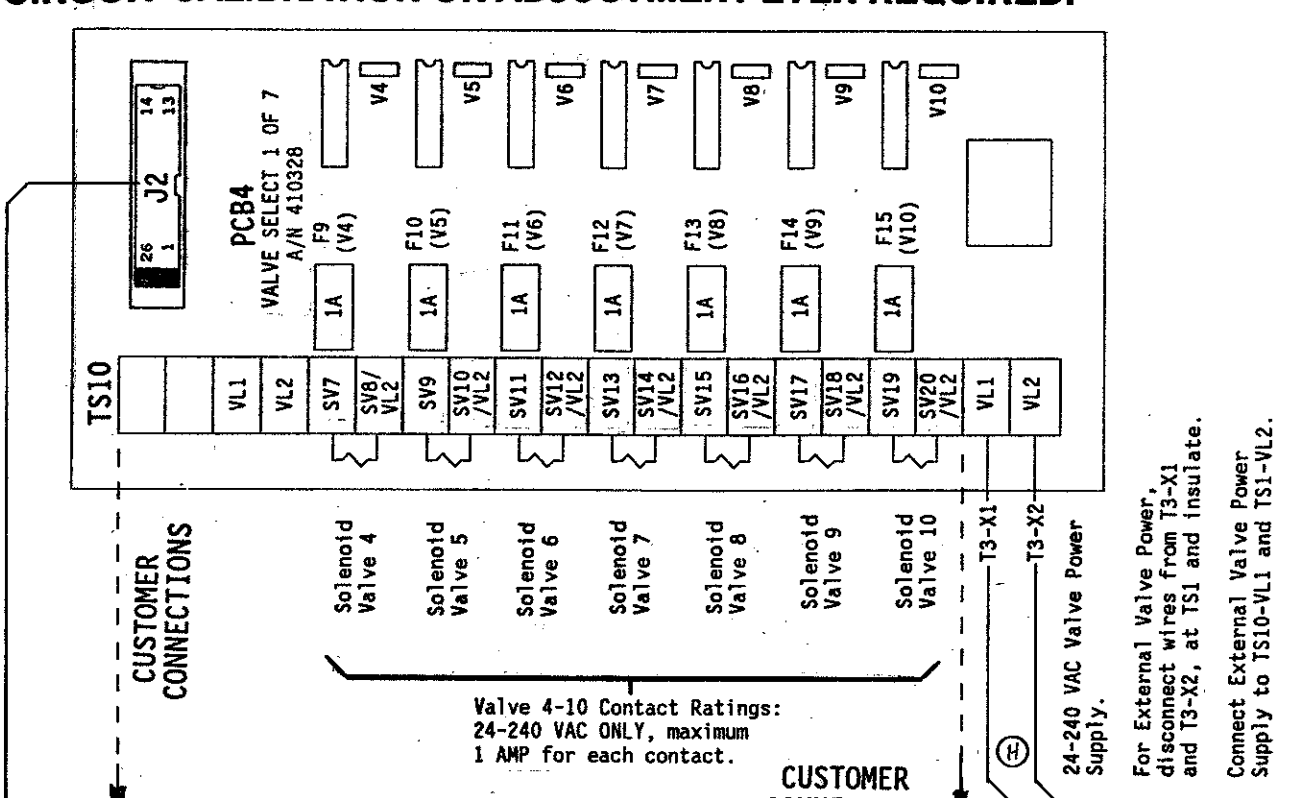 14 13
J2
26 1
PCB4
VALVE SELECT 1 OF 7
A/N 410328
V4
V5
V6
V7
V8
V9
V10
F9
(V4)
F10
(V5)
F11
(V6)
F12
(V7)
F13
(V8)
F14
(V9)
F15
(V10)
1A
1A
1A
1A
1A
1A
1A
TS10
VL1
VL2
SV7
SV8/
VL2
SV9
SV10
/VL2
SV11
SV12
/VL2
SV13
SV14
/VL2
SV15
SV16
/VL2
SV17
SV18
/VL2
SV19
SV20
/VL2
VL1
VL2
CUSTOMER
CONNECTIONS
Solenoid
Valve 4
Solenoid
Valve 5
Solenoid
Valve 6
Solenoid
Valve 7
Solenoid
Valve 8
Solenoid
Valve 9
Solenoid
Valve 10
T3-X1
T3-X2
Valve 4-10 Contact Ratings:
24-240 VAC ONLY, maximum
1 AMP for each contact.
CUSTOMER
H
24-240 VAC Valve Power
Supply.
For External Valve Power,
disconnect wires from T3-X1
and T3-X2, at TS1 and insulate.
Connect External Valve Power
Supply to TS10-VL1 and TS1-VL2.